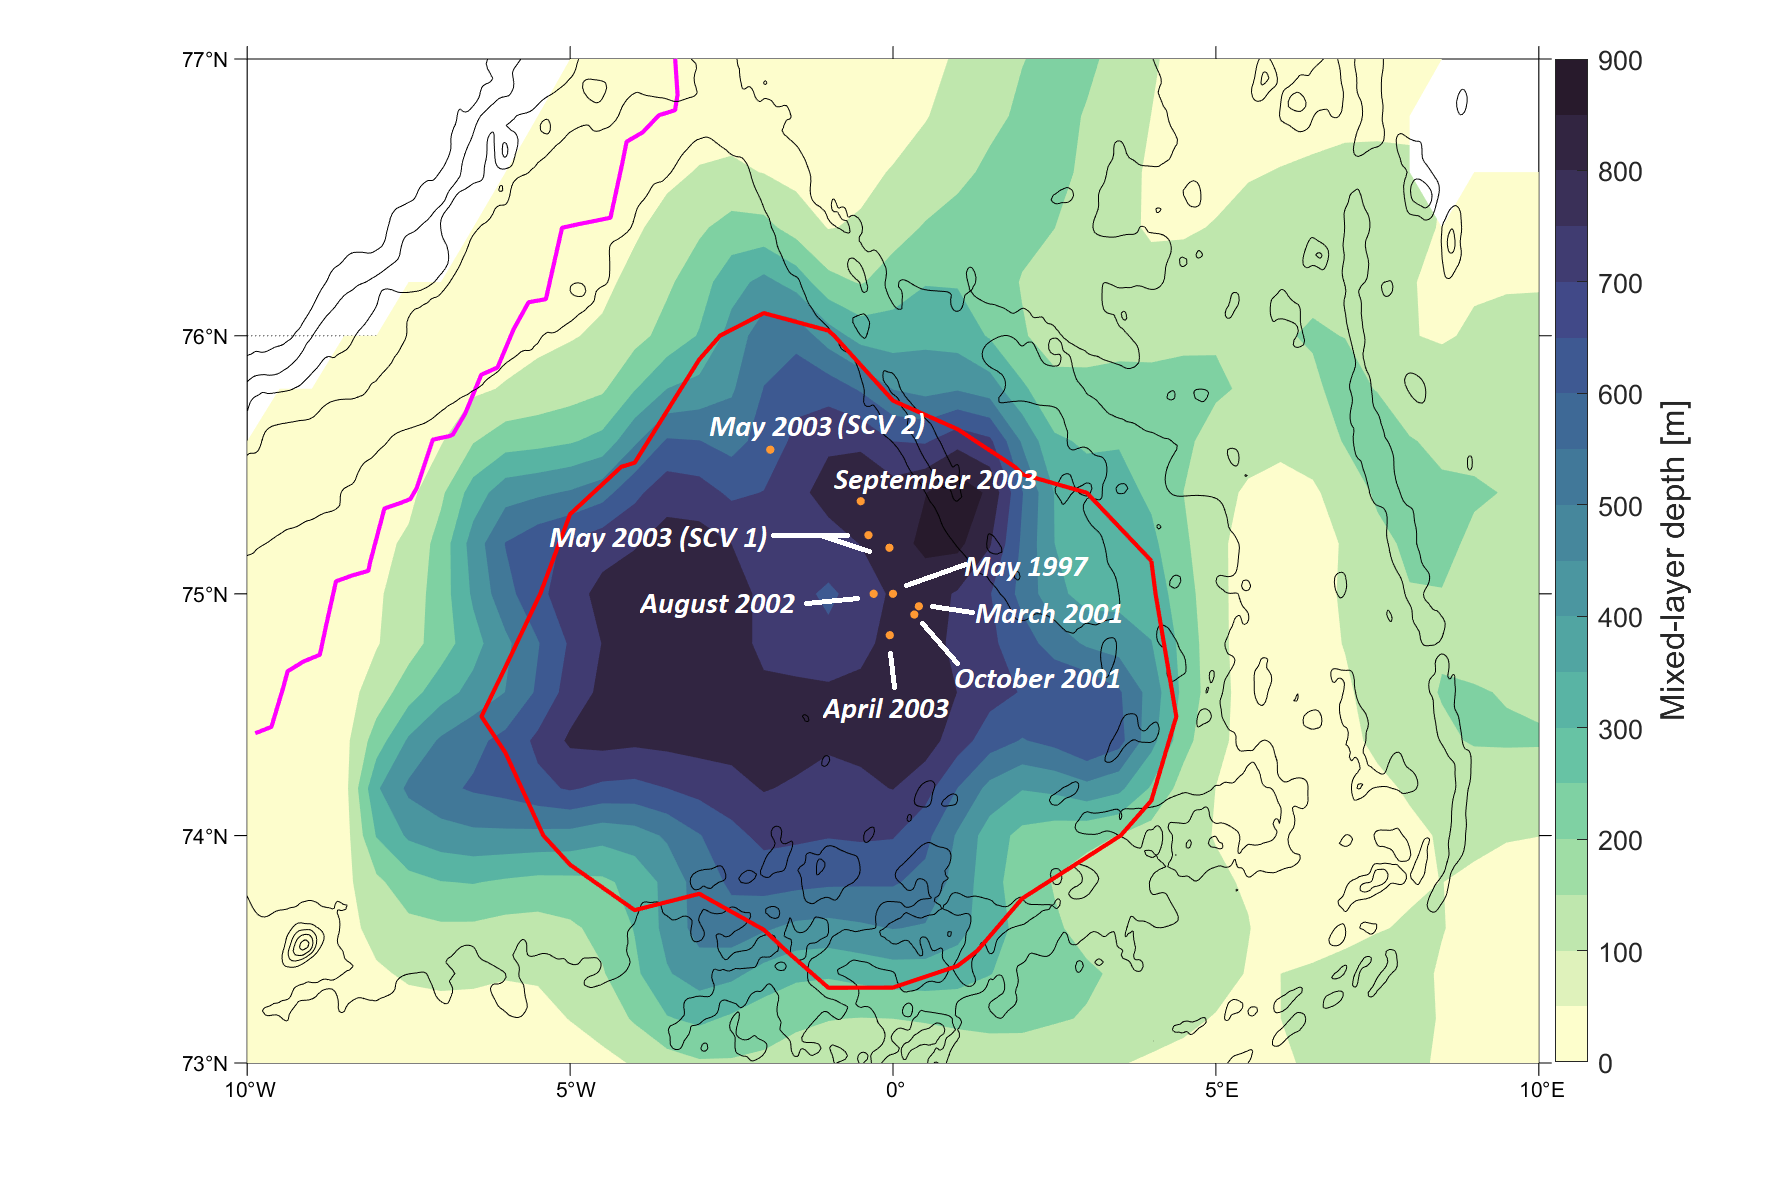 77°N
76°N
75°N
74°N
73°N
10°W
5°W
0°
5°E
10°E
May 2003 (SCV 2)
September 2003
May 2003 (SCV 1)
May 1997
August 2002
March 2001
October 2001
April 2003
900
800
700
600
500
400
300
200
100
0
Mixed-layer depth [m]